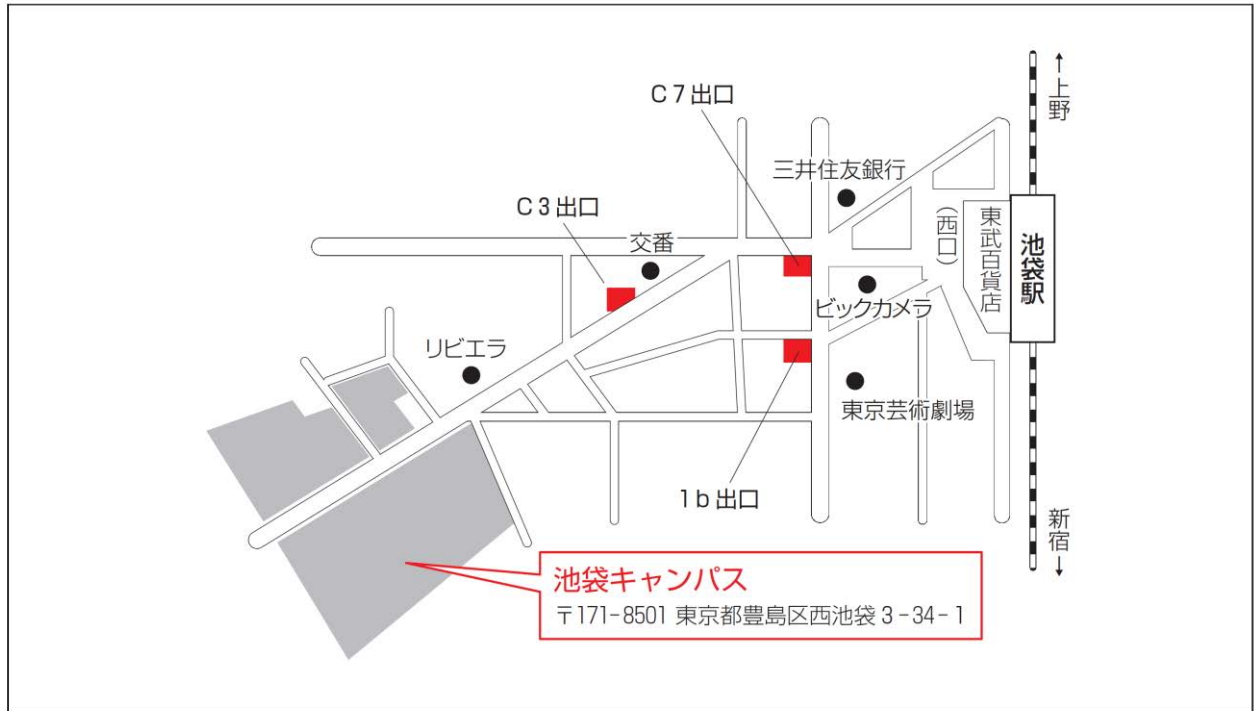 C7出口
↑上野
三井住友銀行
C3出口
交番
(西口)
東武百貨店
池袋駅
ビックカメラ
リビエラ
東京芸術劇場
1b出口
新宿↓
池袋キャンパス
〒171-8501 東京都豊島区西池袋3-34-1